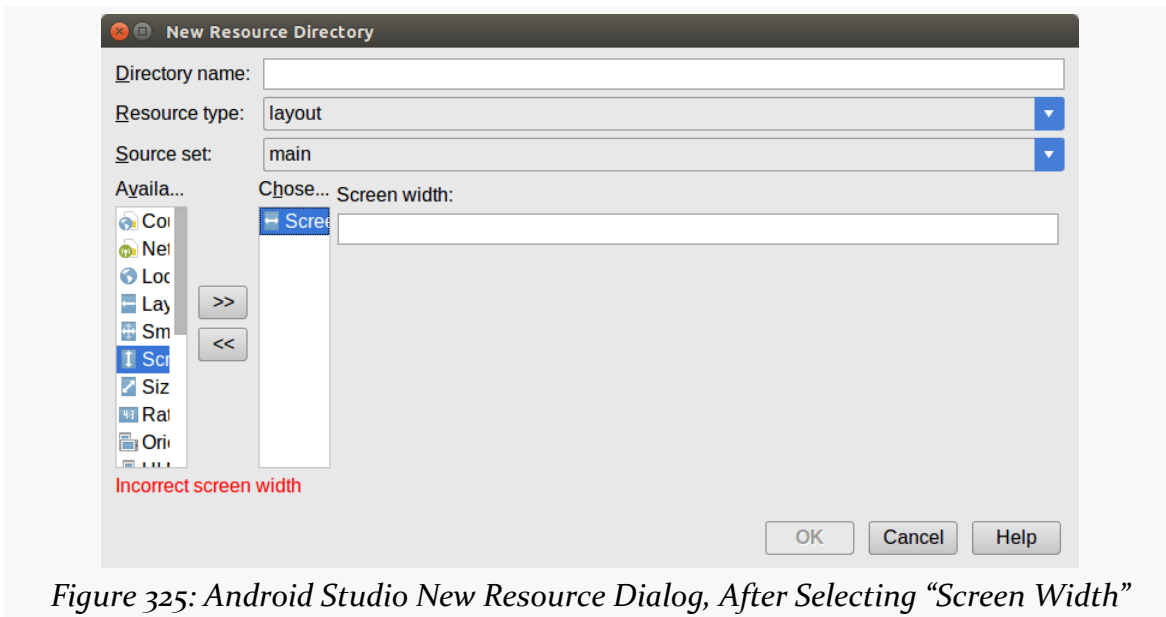 New Resource Directory
Directory name:
Resource type: layout
Source set: main
Availa... Chose... Screen width:
Cou
Net
Loc
Lay
Sm
Scr
Siz
Rat
Orie
Scree
>>
<<
Incorrect screen width
OK Cancel Help
Figure 325: Android Studio New Resource Dialog, After Selecting “Screen Width”